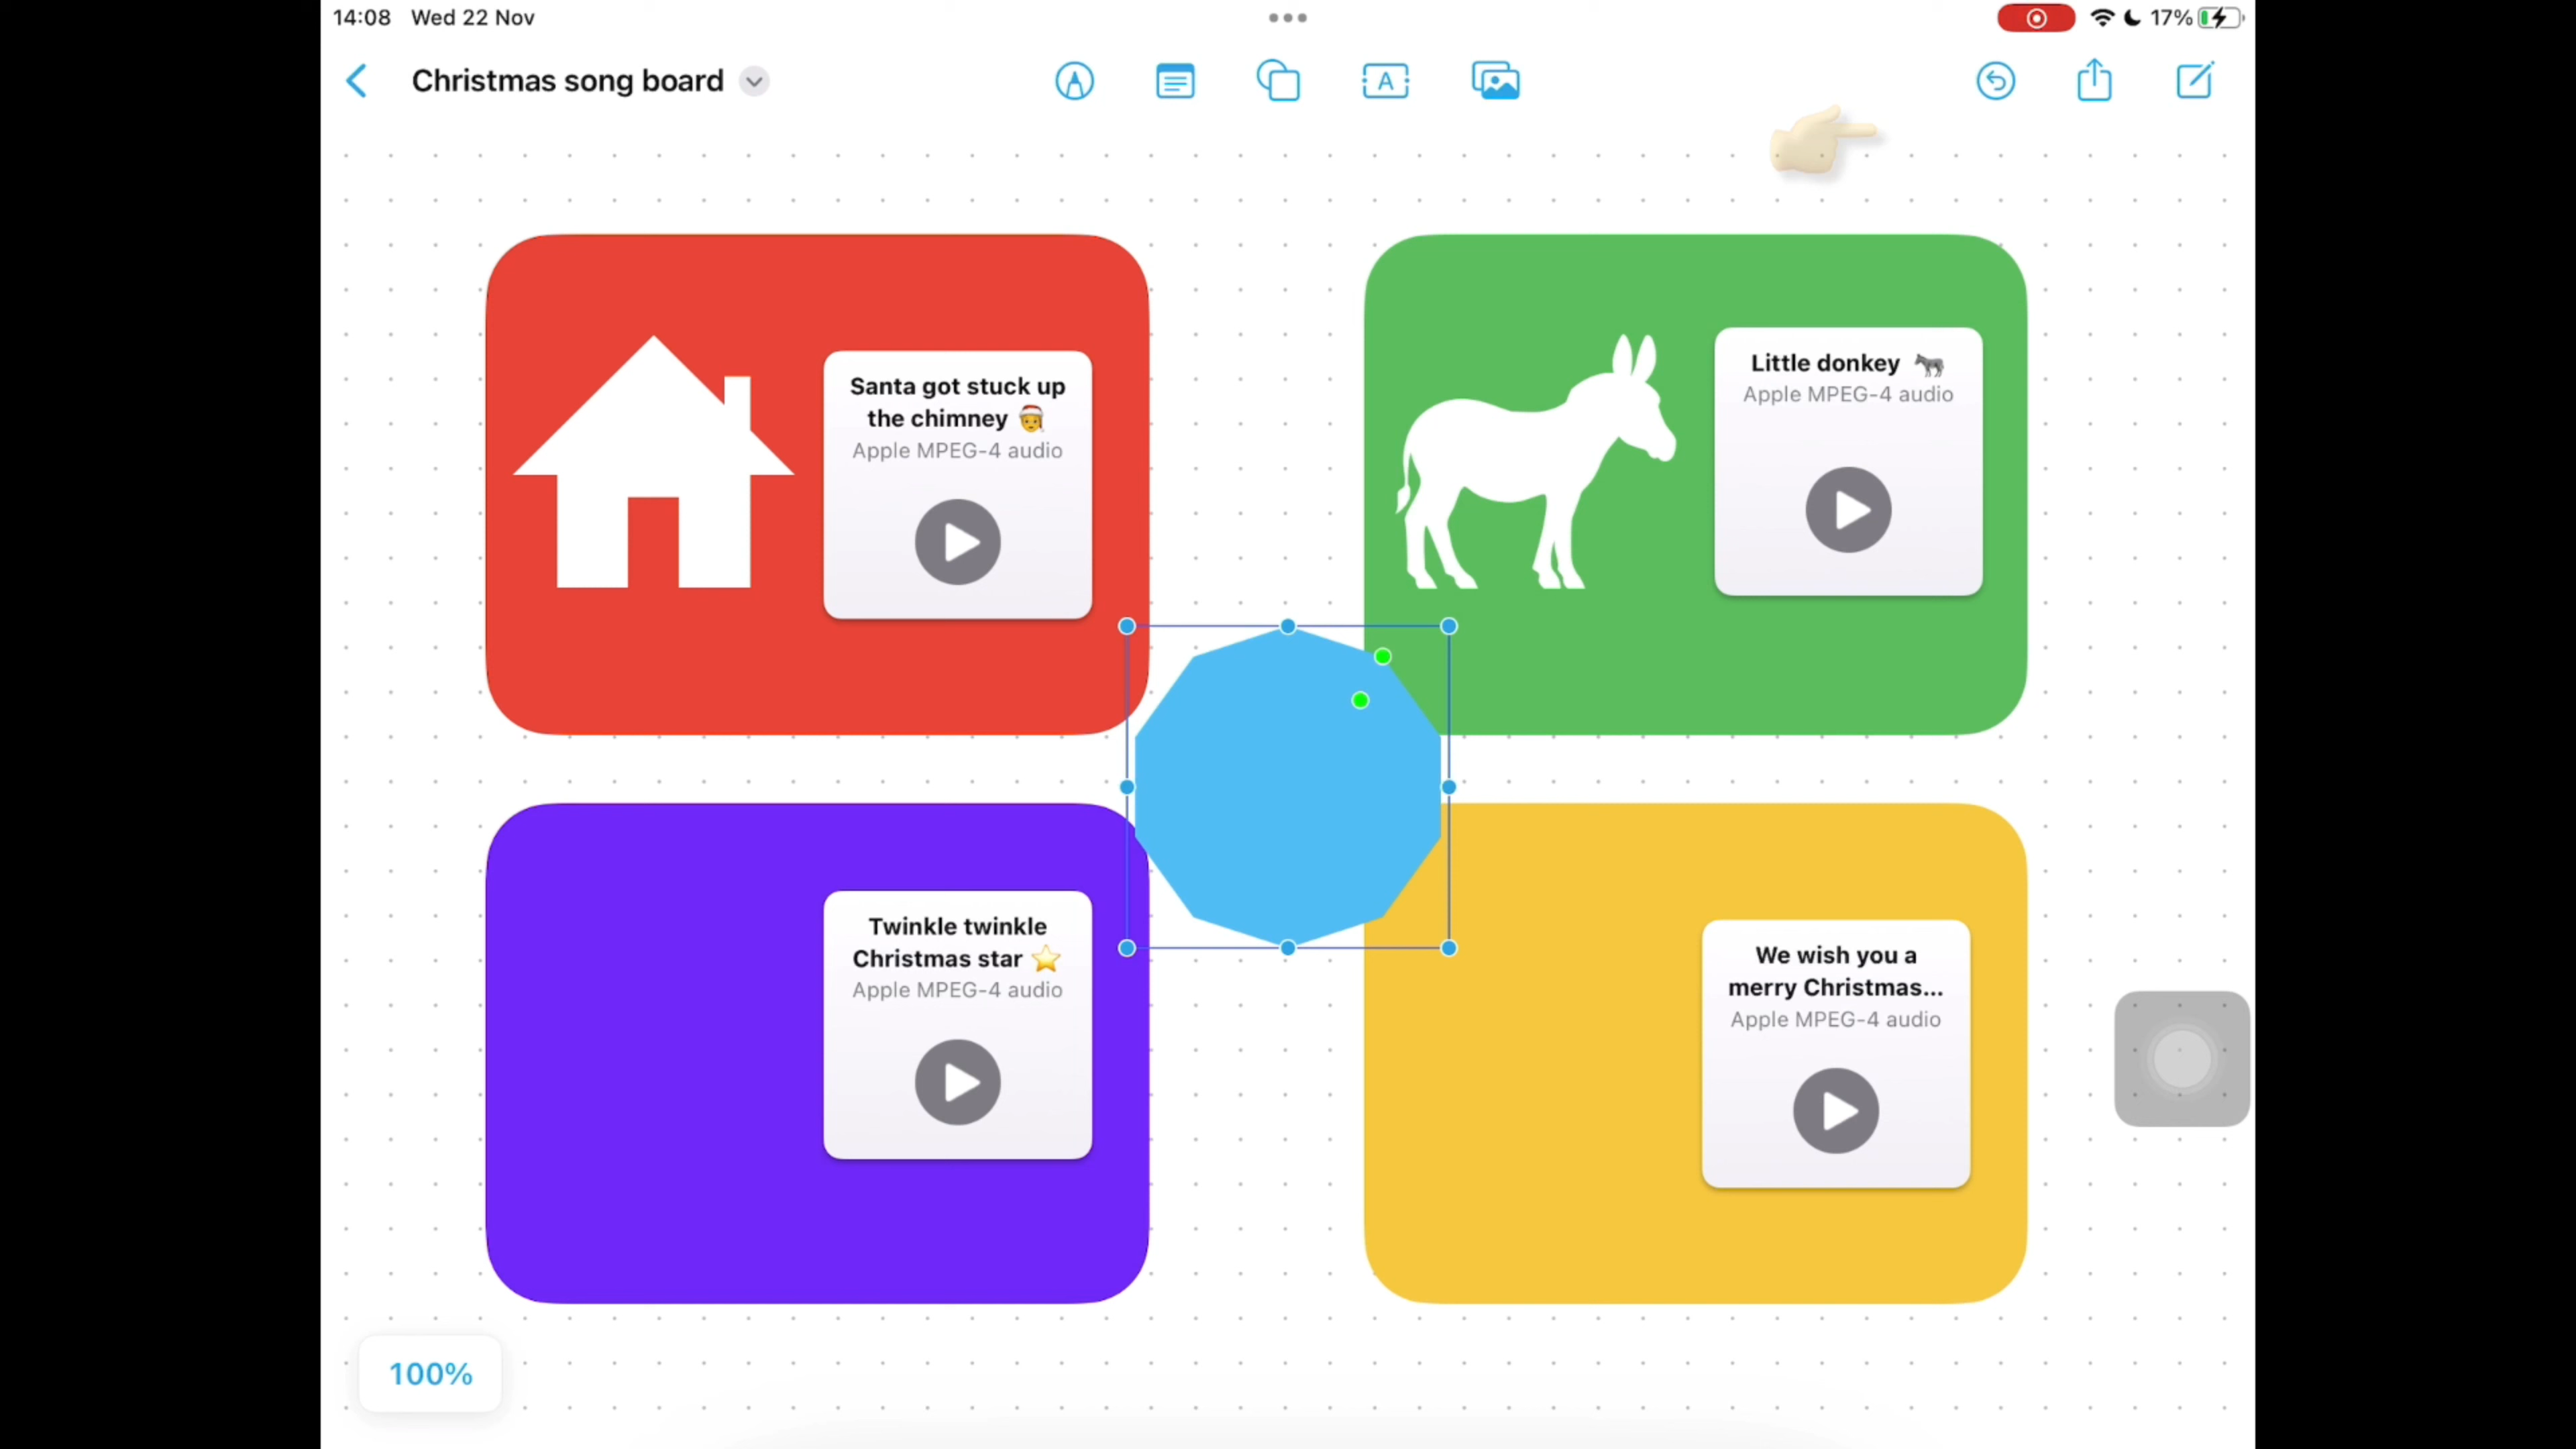 14:08 Wed 22 Nov
17%
Christmas song board
A
Santa got stuck up
the chimney 🎅
Apple MPEG-4 audio
Little donkey 🫏
Apple MPEG-4 audio
Twinkle twinkle
Christmas star ⭐
Apple MPEG-4 audio
We wish you a
merry Christmas...
Apple MPEG-4 audio
100%